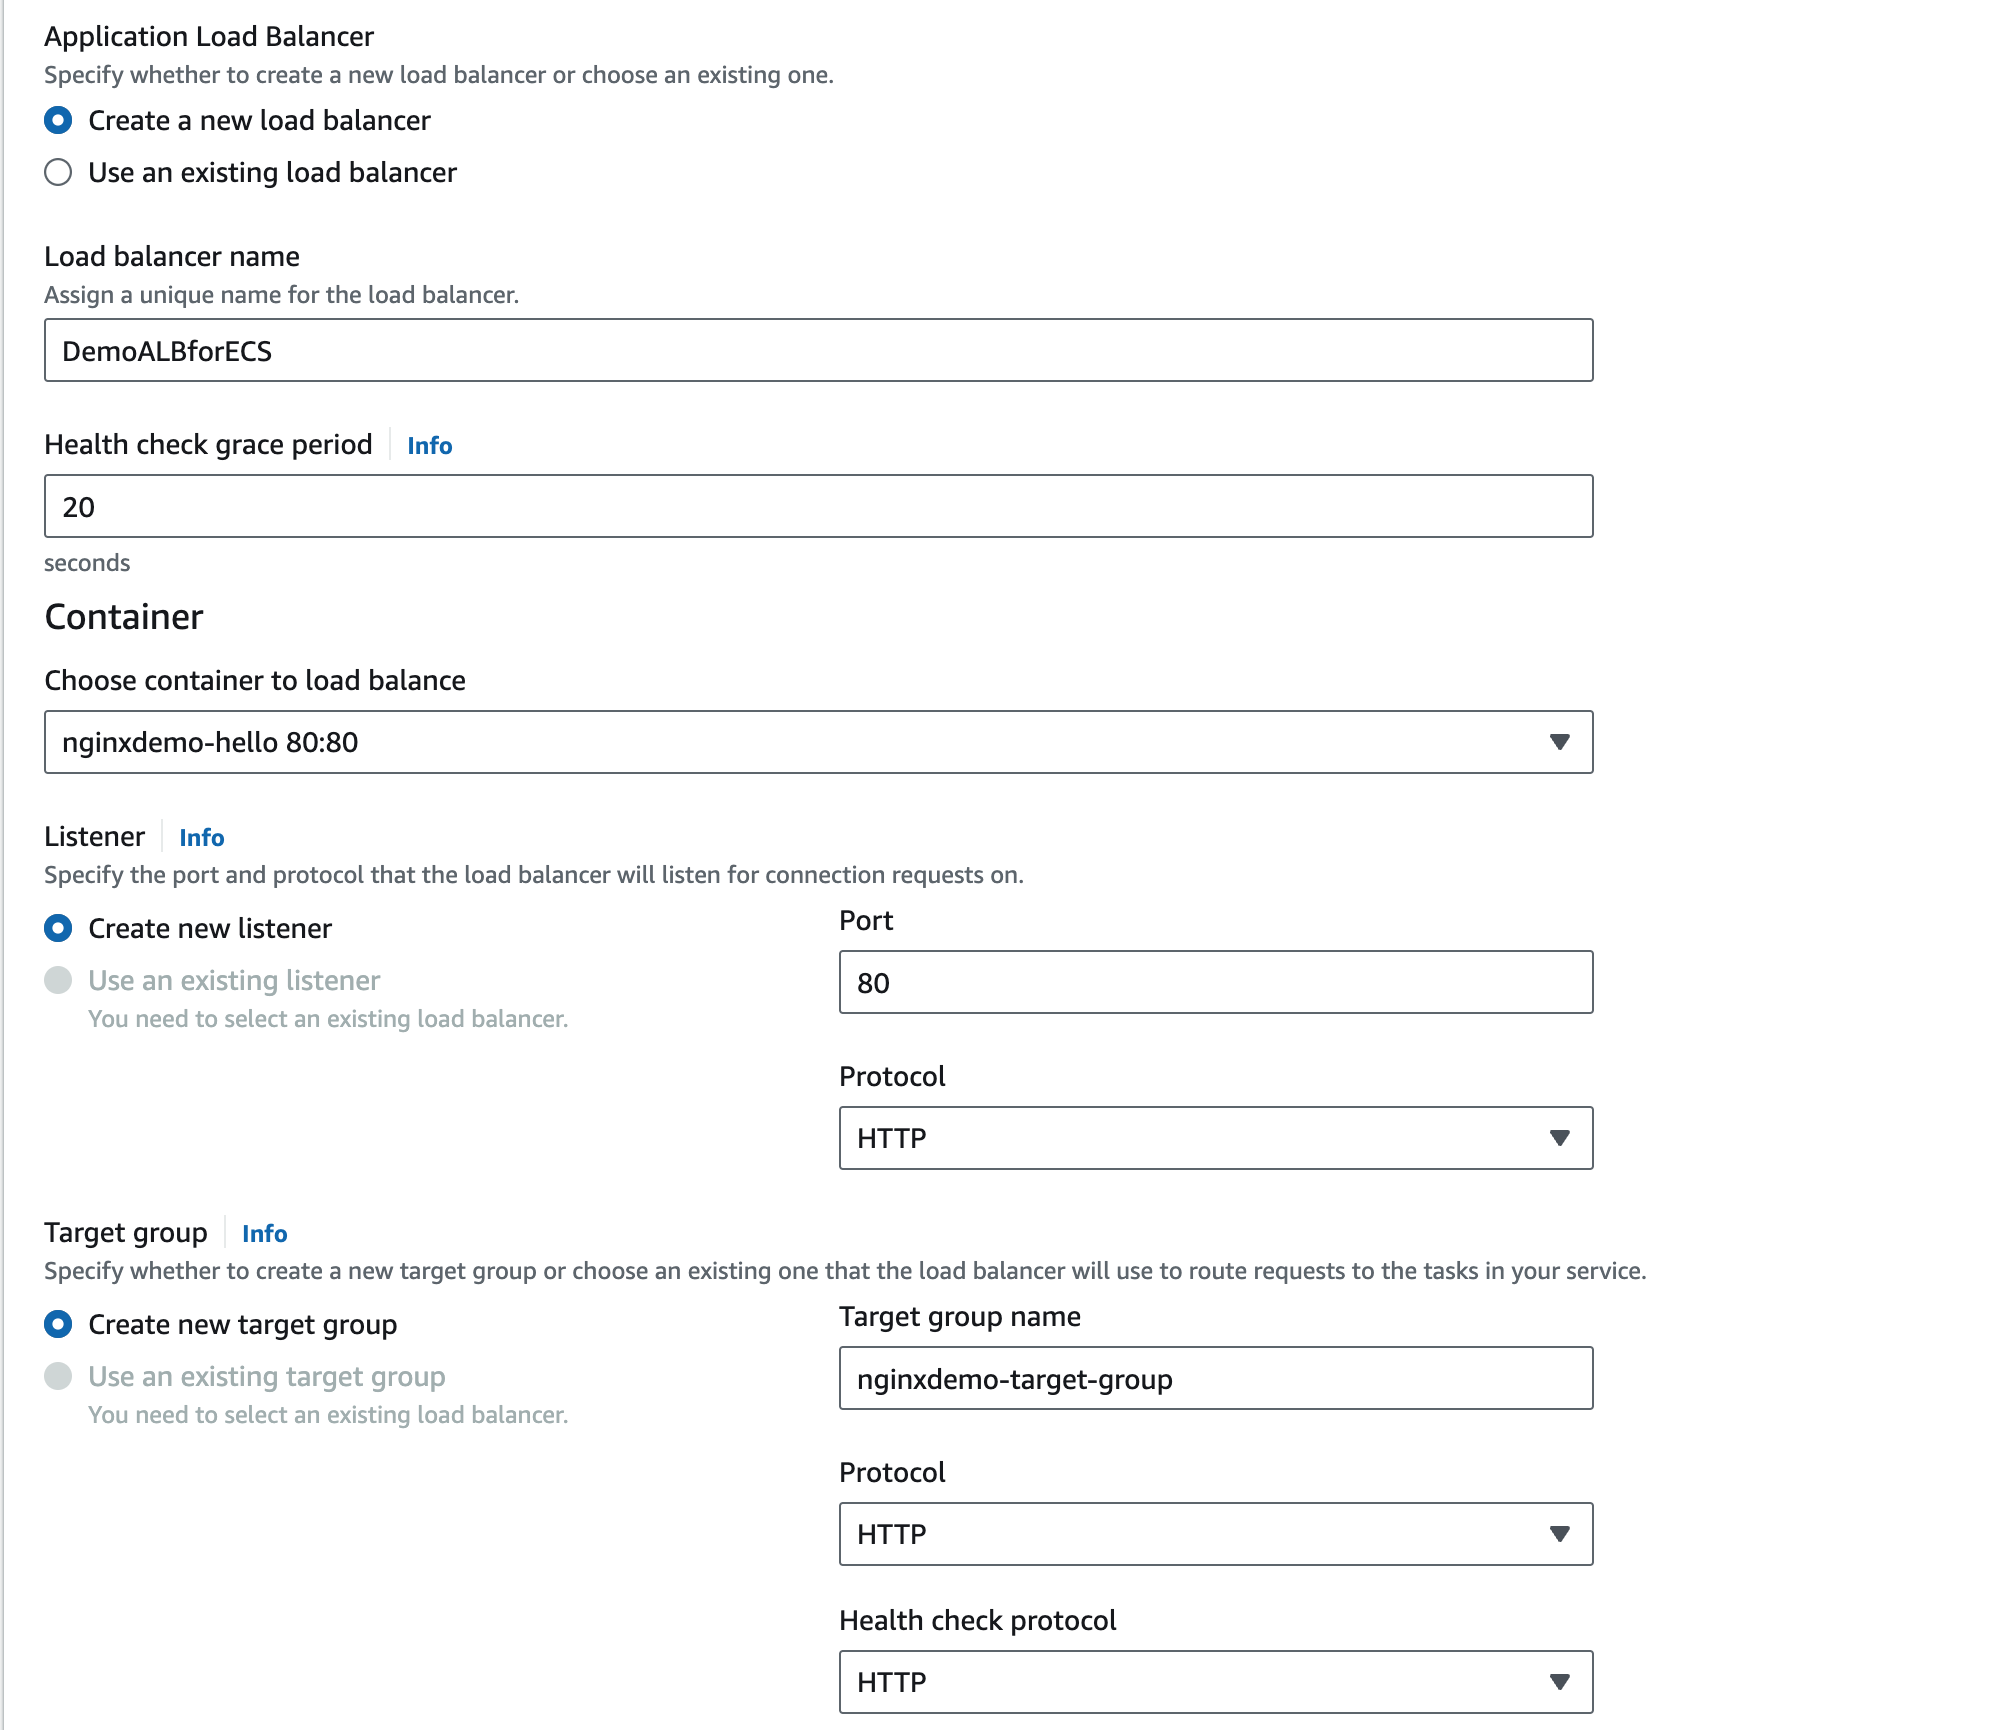 Application Load Balancer
Specify whether to create a new load balancer or choose an existing one.
Create a new load balancer
Use an existing load balancer
Load balancer name
Assign a unique name for the load balancer.
DemoALBforECS
Health check grace period Info
20
seconds
Container
Choose container to load balance
nginxdemo-hello 80:80
Listener Info
Specify the port and protocol that the load balancer will listen for connection requests on.
Create new listener
Use an existing listener
You need to select an existing load balancer.
Port
80
Protocol
HTTP
Target group Info
Specify whether to create a new target group or choose an existing one that the load balancer will use to route requests to the tasks in your service.
Create new target group
Use an existing target group
You need to select an existing load balancer.
Target group name
nginxdemo-target-group
Protocol
HTTP
Health check protocol
HTTP